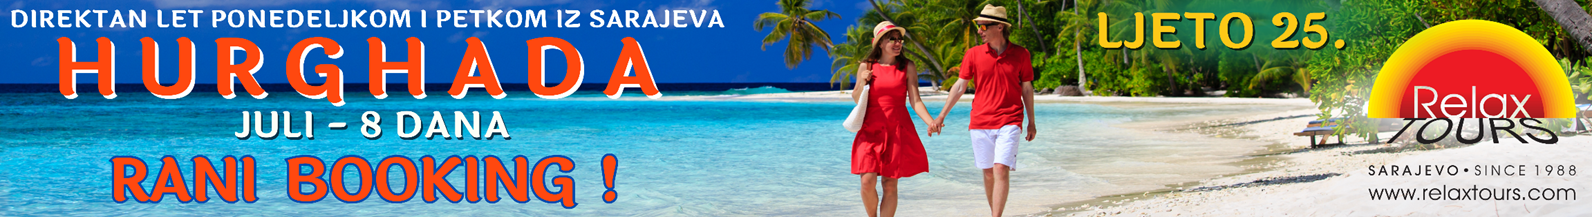 DIREKTAN LET PONEDELJKOM I PETKOM IZ SARAJEVA
HURGHADA
JULI - 8 DANA
RANI BOOKING !
LJETO 25.
Relax
TOURS
SARAJEVO • SINCE 1988
www.relaxtours.com